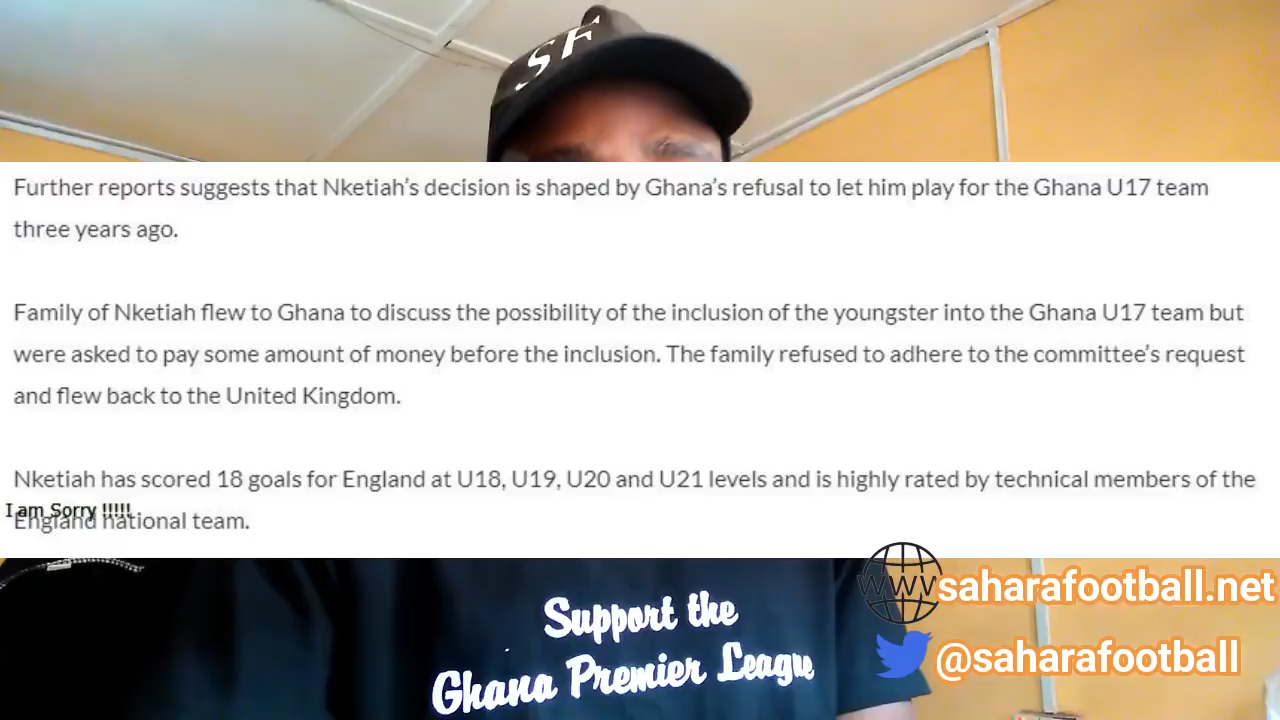 SF
Further reports suggests that Nketiah's decision is shaped by Ghana's refusal to let him play for the Ghana U17 team
three years ago.
Family of Nketiah flew to Ghana to discuss the possibility of the inclusion of the youngster into the Ghana U17 team but
were asked to pay some amount of money before the inclusion. The family refused to adhere to the committee's request
and flew back to the United Kingdom.
Nketiah has scored 18 goals for England at U18, U19, U20 and U21 levels and is highly rated by technical members of the
I am Sorry !!!!!
England national team.
Support the
Ghana Premier League
www saharafootball.net
@saharafootball